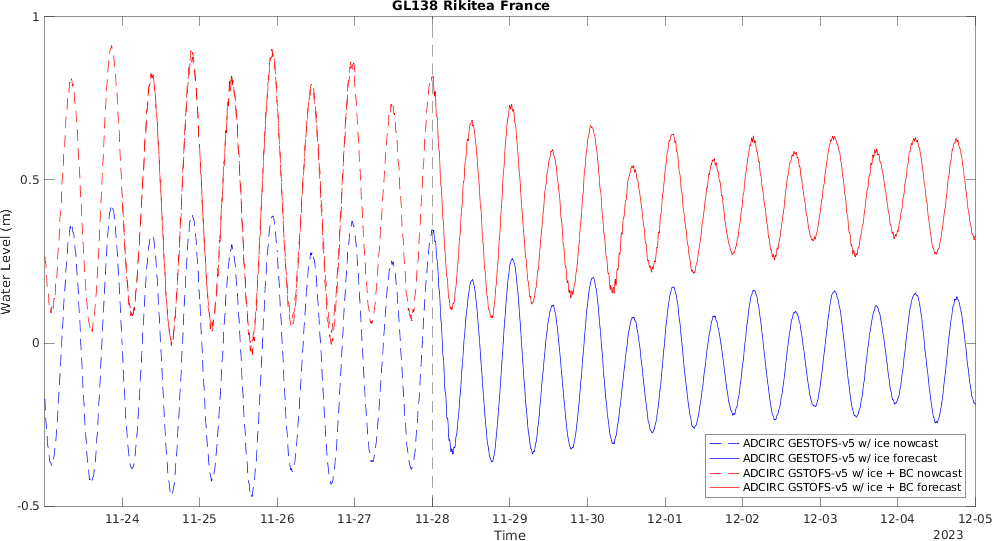 GL138 Rikitea France
1
0.5
0
-0.5
Water Level (m)
ADCIRC GESTOFS-v5 w/ ice nowcast
ADCIRC GESTOFS-v5 w/ ice forecast
ADCIRC GSTOFS-v5 w/ ice + BC nowcast
ADCIRC GSTOFS-v5 w/ ice + BC forecast
11-24 11-25 11-26 11-27 11-28 11-29 11-30 12-01 12-02 12-03 12-04 12-05
Time
2023